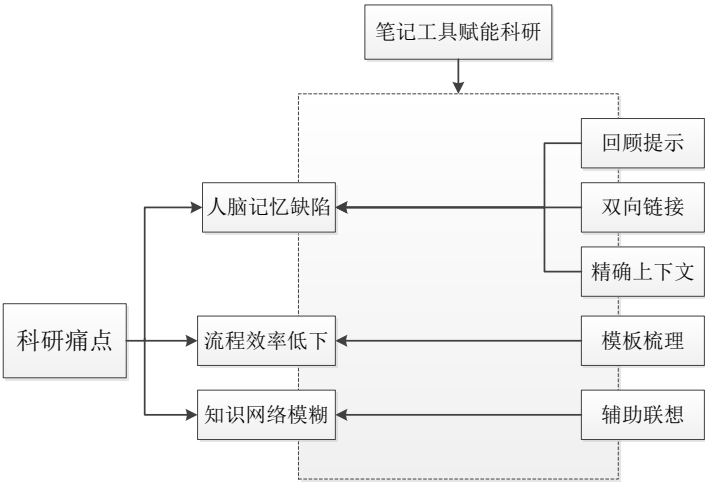 笔记工具赋能科研
回顾提示
人脑记忆缺陷
双向链接
精确上下文
科研痛点
流程效率低下
模板梳理
知识网络模糊
辅助联想